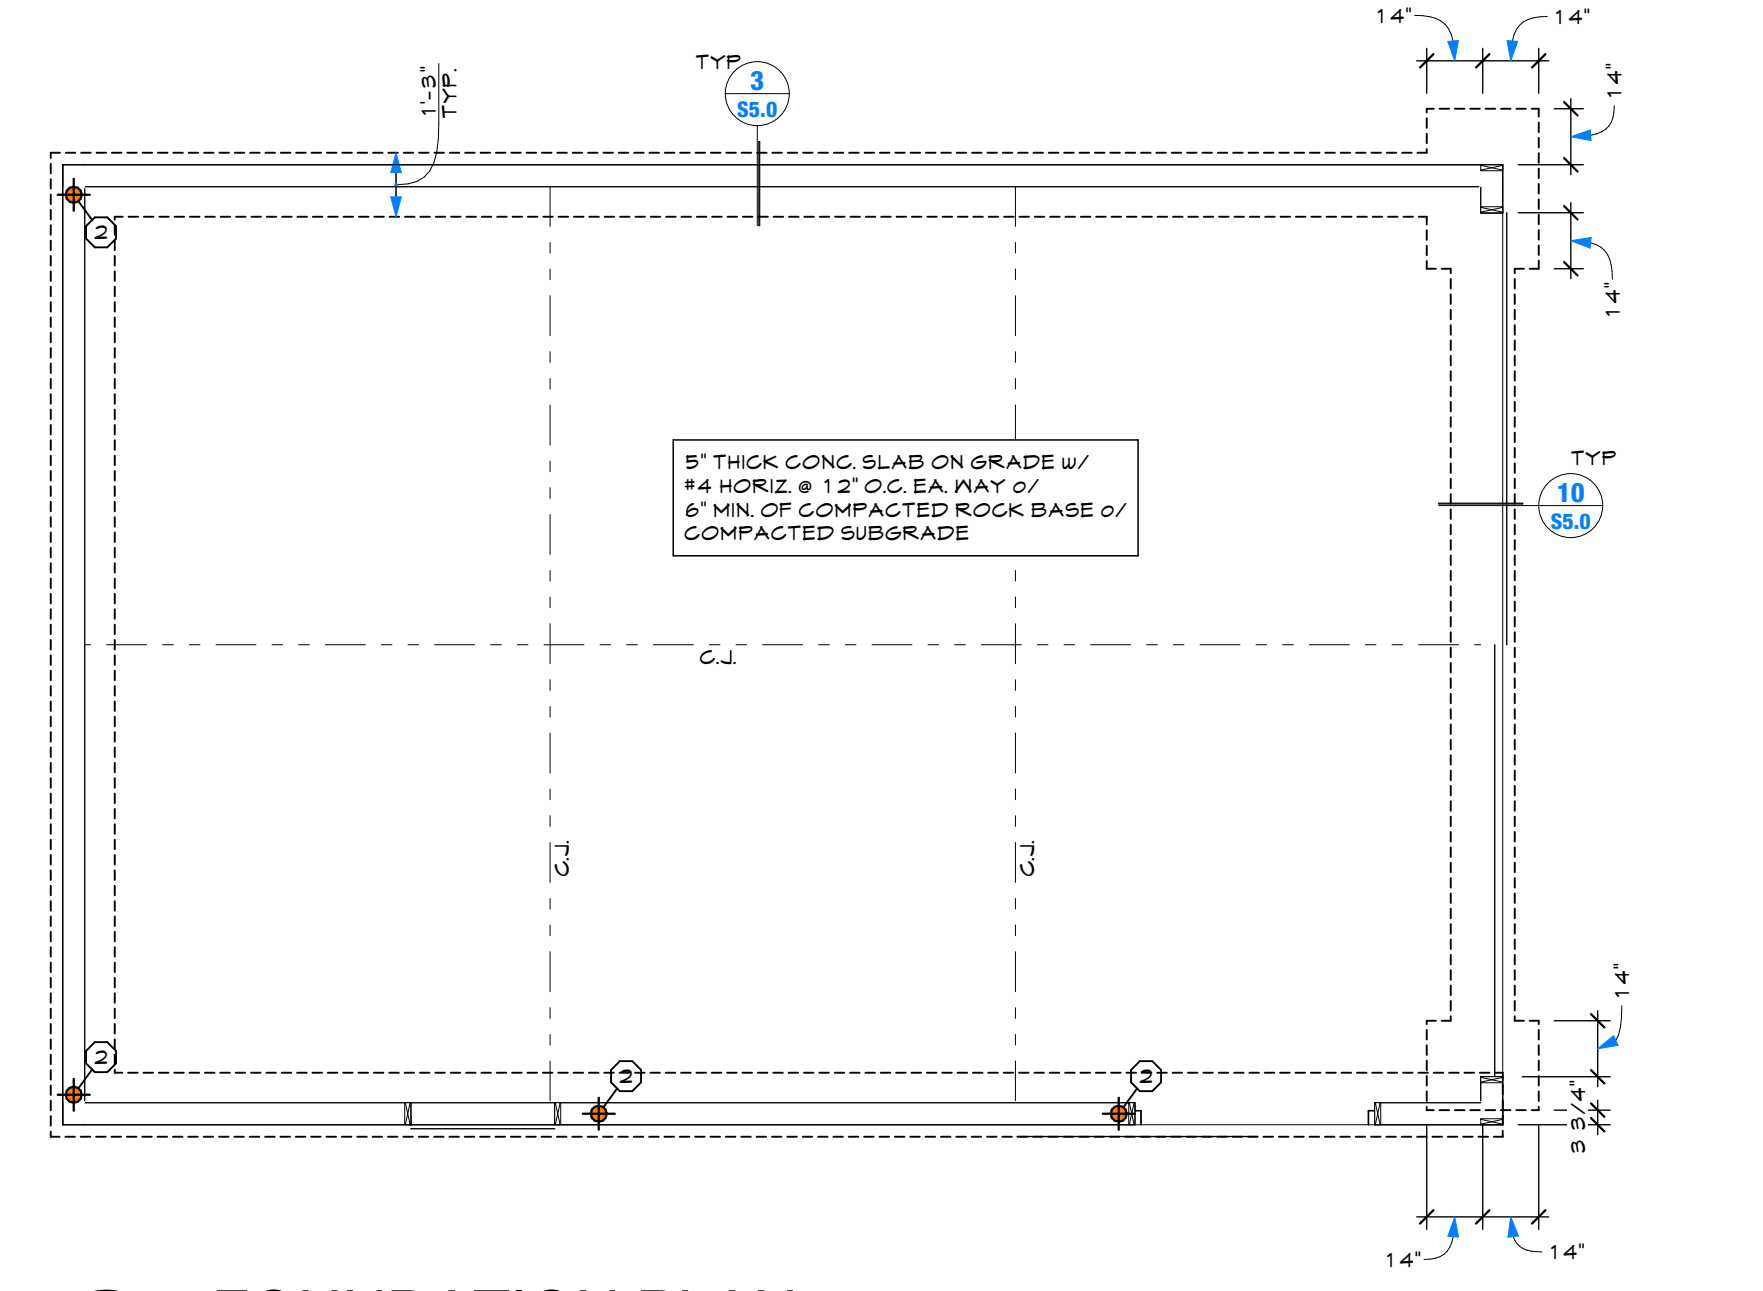 14"
14"
TYP
3
S5.0
1'-3"
TYP.
14"
2
14"
5" THICK CONC. SLAB ON GRADE w/
#4 HORIZ. @ 12" O.C. EA. WAY o/
6" MIN. OF COMPACTED ROCK BASE o/
COMPACTED SUBGRADE
TYP
10
S5.0
C.J.
C.J.
C.J.
14"
2
2
2
3 3/4"
14"
14"
FOUNDATION PLAN